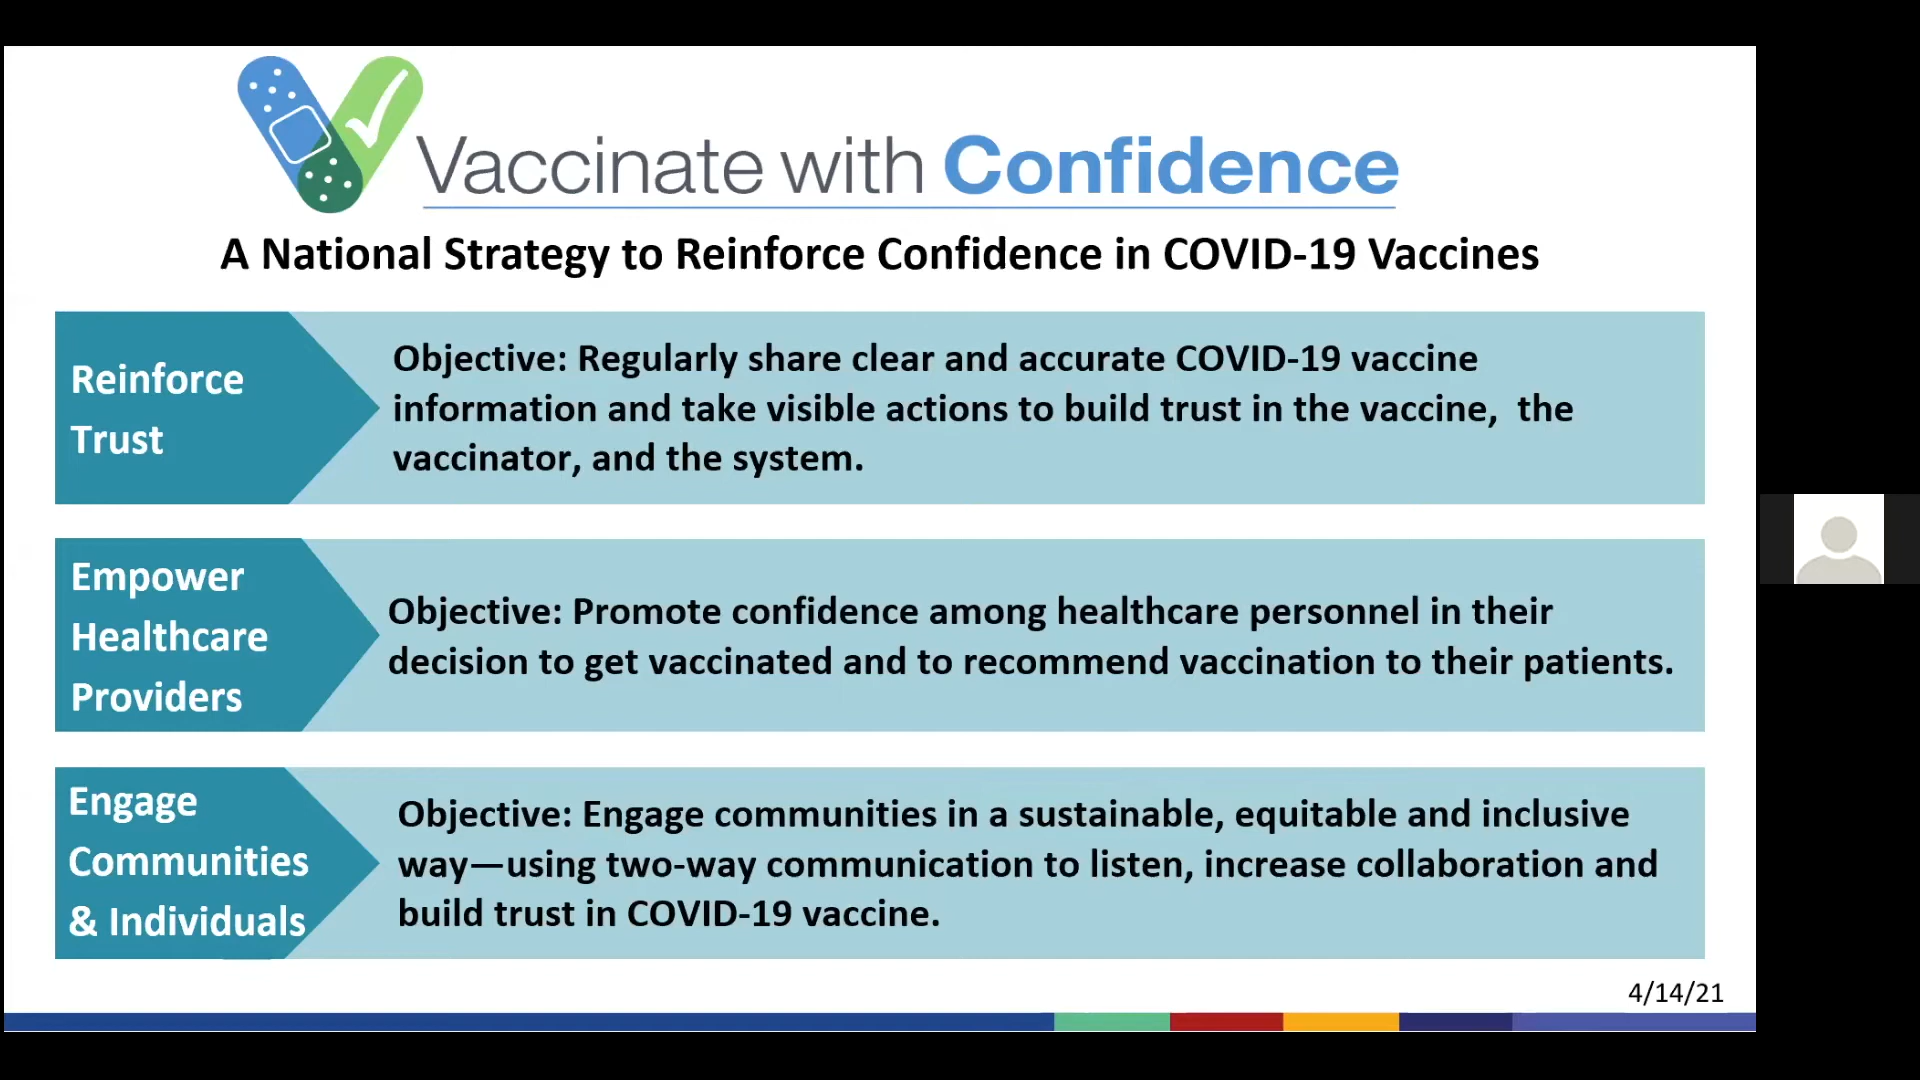 Vaccinate with Confidence
A National Strategy to Reinforce Confidence in COVID-19 Vaccines
Reinforce
Trust
Objective: Regularly share clear and accurate COVID-19 vaccine
information and take visible actions to build trust in the vaccine,  the
vaccinator, and the system.
Empower
Healthcare
Providers
Objective: Promote confidence among healthcare personnel in their
decision to get vaccinated and to recommend vaccination to their patients.
Engage
Communities
& Individuals
Objective: Engage communities in a sustainable, equitable and inclusive
way—using two-way communication to listen, increase collaboration and
build trust in COVID-19 vaccine.
4/14/21